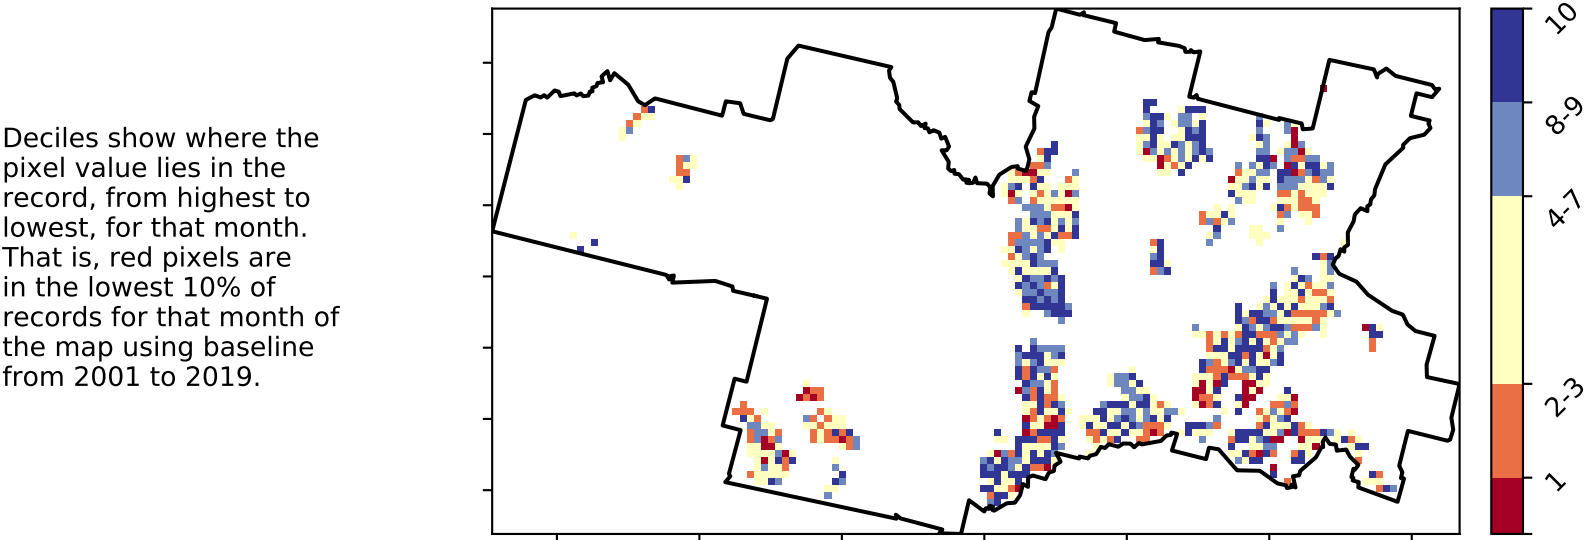 Deciles show where the
pixel value lies in the
record, from highest to
lowest, for that month.
That is, red pixels are
in the lowest 10% of
records for that month of
the map using baseline
from 2001 to 2019.
10
8-9
4-7
2-3
1